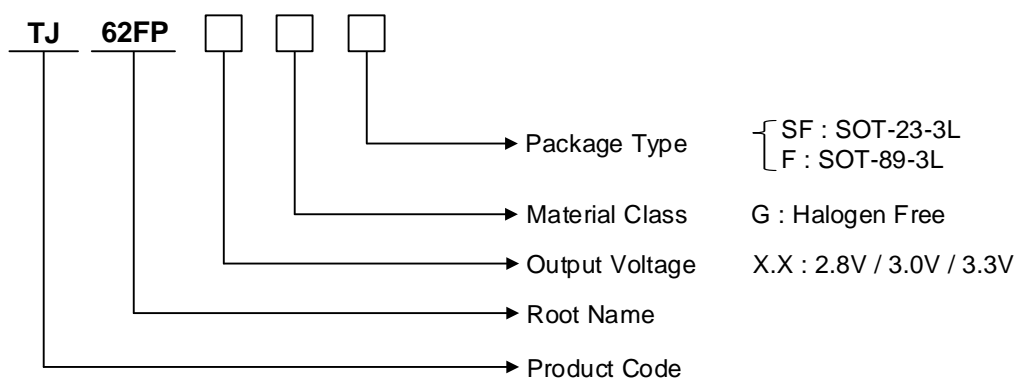 TJ 62FP
Package Type SF : SOT-23-3L
F : SOT-89-3L
Material Class G : Halogen Free
Output Voltage X.X : 2.8V / 3.0V / 3.3V
Root Name
Product Code